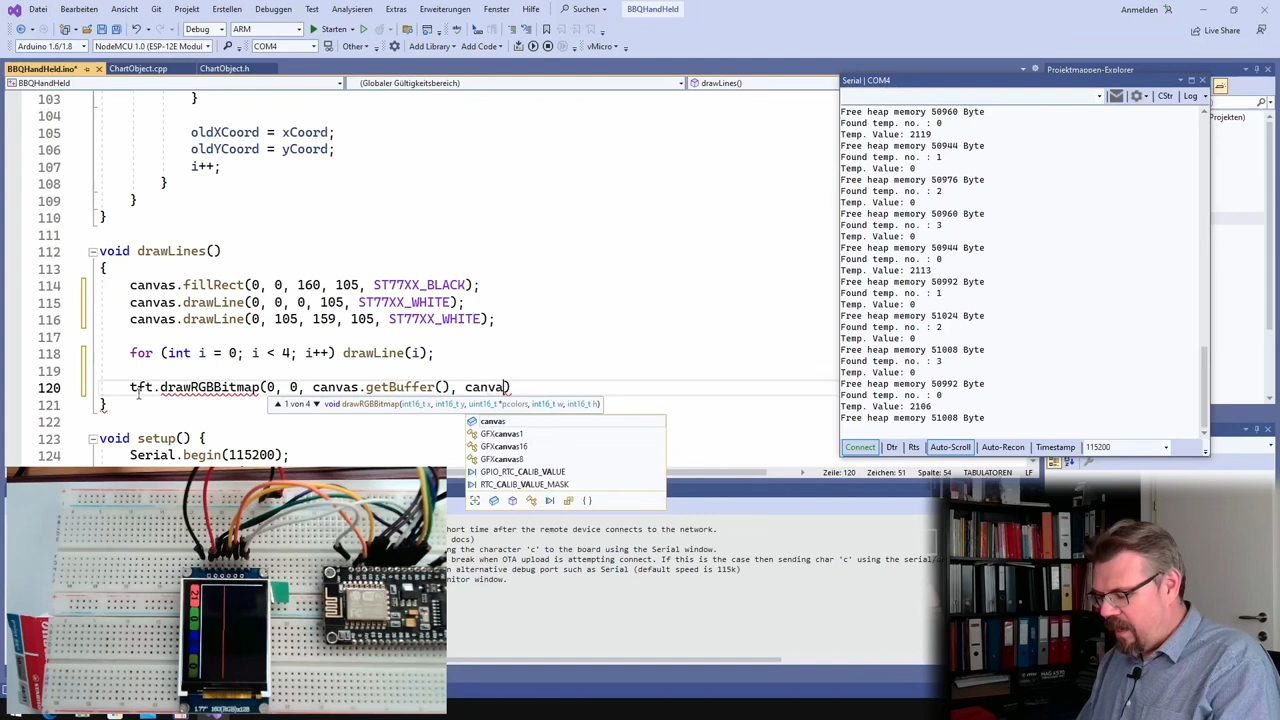 Datei Bearbeiten Ansicht Git Projekt Erstellen Debuggen Test Analysieren Extras Erweiterungen Fenster Hilfe Suchen BBQHandHeld Anmelden
Debug ARM Starten Other Add Library Add Code vMicro Live Share
Arduino 1.6/1.8 NodeMCU 1.0 (ESP-12E Modul) COM4
BBQHandHeld.ino* ChartObject.cpp ChartObject.h
BBQHandHeld (Globaler Gültigkeitsbereich) drawLines()
103 }
104
105 oldXCoord = xCoord;
106 oldYCoord = yCoord;
107 i++;
108 }
109 }
110 }
111
112 void drawLines()
113 {
114 canvas.fillRect(0, 0, 160, 105, ST77XX_BLACK);
115 canvas.drawLine(0, 0, 0, 105, ST77XX_WHITE);
116 canvas.drawLine(0, 105, 159, 105, ST77XX_WHITE);
117
118 for (int i = 0; i < 4; i++) drawLine(i);
119
120 tft.drawRGBBitmap(0, 0, canvas.getBuffer(), canva)
121 }
122
123 void setup() {
Serial.begin(115200);
1 von 4 void drawRGBBitmap(int16_t x, int16_t y, uint16_t *pcolors, int16_t w, int16_t h)
canvas
GFXcanvas1
GFXcanvas16
GFXcanvas8
GPIO_RTC_CALIB_VALUE
RTC_CALIB_VALUE_MASK
{ }
Zeile: 120 Zeichen: 51 Spalte: 54 TABULATOREN
Projektmappen-Explorer
Projekten)
Serial | COM4
CStr Log
Free heap memory 50960 Byte
Found temp. no. : 0
Temp. Value: 2119
Free heap memory 50944 Byte
Found temp. no. : 1
Temp. Value: 0
Free heap memory 50976 Byte
Found temp. no. : 2
Temp. Value: 0
Free heap memory 50960 Byte
Found temp. no. : 3
Temp. Value: 0
Free heap memory 50944 Byte
Found temp. no. : 0
Temp. Value: 2113
Free heap memory 50992 Byte
Found temp. no. : 1
Temp. Value: 0
Free heap memory 51024 Byte
Found temp. no. : 2
Temp. Value: 0
Free heap memory 51008 Byte
Found temp. no. : 3
Temp. Value: 0
Free heap memory 50992 Byte
Found temp. no. : 0
Temp. Value: 2106
Free heap memory 51008 Byte
Connect Dtr Rts Auto-Scroll Auto-Recon Timestamp 115200
hort time after the remote device connects to the network.
docs)
ng the character 'c' to the board using the Serial window.
break when OTA upload is attempting connect. If this is the case then sending char 'c' using the serial/
n alternative debug port such as Serial (default speed is 115k)
nitor window.
21
0
0
1.77" 160(RGB)x